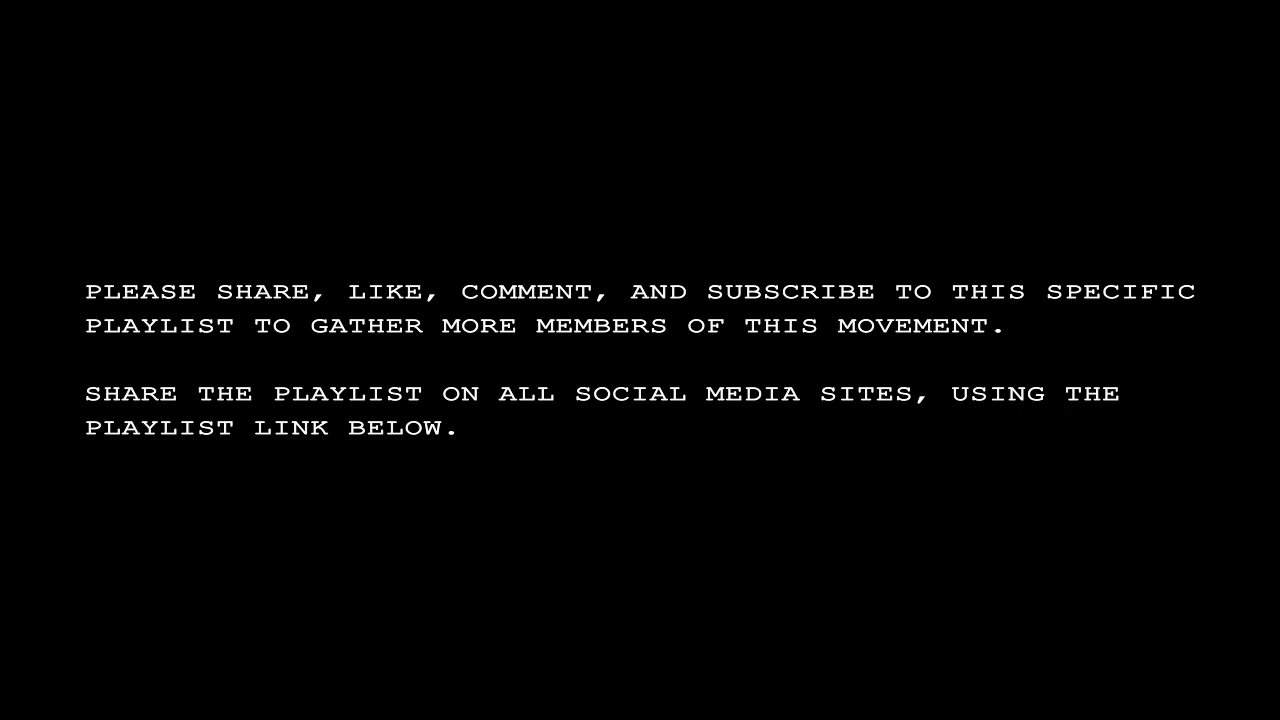 PLEASE SHARE, LIKE, COMMENT, AND SUBSCRIBE TO THIS SPECIFIC
PLAYLIST TO GATHER MORE MEMBERS OF THIS MOVEMENT.
SHARE THE PLAYLIST ON ALL SOCIAL MEDIA SITES, USING THE
PLAYLIST LINK BELOW.